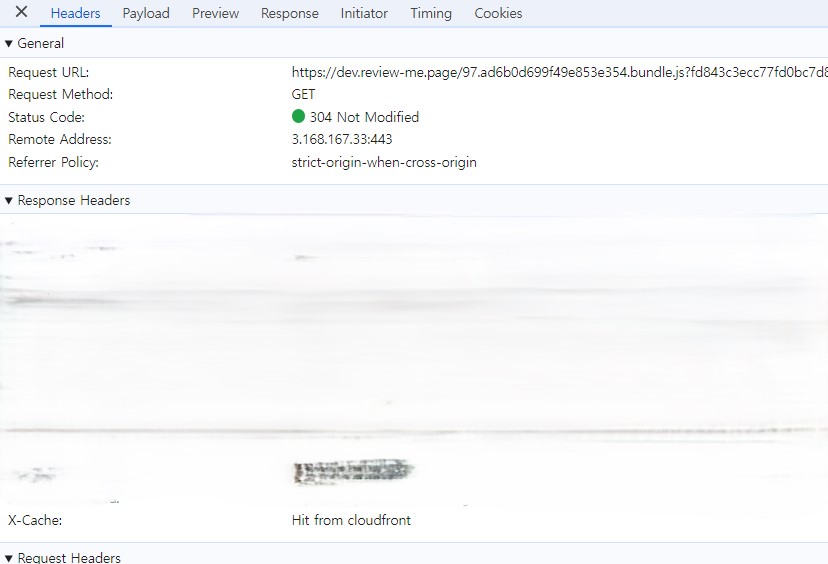 Headers Payload Preview Response Initiator Timing Cookies
General
Request URL: https://dev.review-me.page/97.ad6b0d699f49e853e354.bundle.js?fd843c3ecc77fd0bc7d8
Request Method: GET
Status Code: 304 Not Modified
Remote Address: 3.168.167.33:443
Referrer Policy: strict-origin-when-cross-origin
Response Headers
X-Cache: Hit from cloudfront
Request Headers